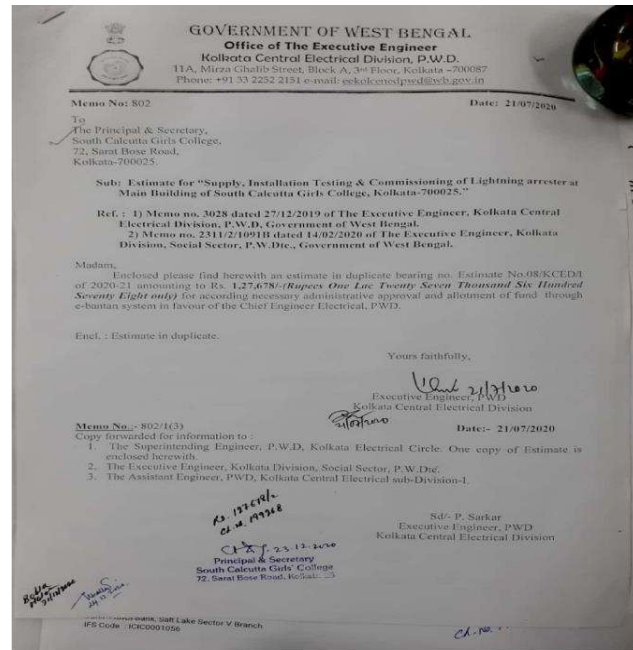 GOVERNMENT OF WEST BENGAL
Office of The Executive Engineer
Kolkata Central Electrical Division, P.W.D.
11A, Mirza Ghalib Street, Block A, 3rd Floor, Kolkata -700087
Phone: +91 33 2252 2151 e-mail: eekolcenedpwd@wb.gov.in
Memo No: 802
Date: 21/07/2020
To
The Principal & Secretary,
South Calcutta Girls College,
72, Sarat Bose Road,
Kolkata-700025.
Sub: Estimate for "Supply, Installation Testing & Commissioning of Lightning arrester at
Main Building of South Calcutta Girls College, Kolkata-700025."
Ref. : 1) Memo no. 3028 dated 27/12/2019 of The Executive Engineer, Kolkata Central
Electrical Division, P.W.D, Government of West Bengal.
2) Memo no. 2311/2/1091B dated 14/02/2020 of The Executive Engineer, Kolkata
Division, Social Sector, P.W.Dte., Government of West Bengal.
Madam,
Enclosed please find herewith an estimate in duplicate bearing no. Estimate No.08/KCED/I
of 2020-21 amounting to Rs. 1,27,678/-(Rupees One Lac Twenty Seven Thousand Six Hundred
Seventy Eight only) for according necessary administrative approval and allotment of fund through
e-bantan system in favour of the Chief Engineer Electrical, PWD.
Encl. : Estimate in duplicate.
Yours faithfully,
21/7/2020
Executive Engineer, PWD
Kolkata Central Electrical Division
Memo No.:- 802/1(3)
Date:- 21/07/2020
Copy forwarded for information to :
1. The Superintending Engineer, P.W.D, Kolkata Electrical Circle. One copy of Estimate is
enclosed herewith.
2. The Executive Engineer, Kolkata Division, Social Sector, P.W.Dte.
3. The Assistant Engineer, PWD, Kolkata Central Electrical sub-Division-I.
Sd/- P. Sarkar
Executive Engineer, PWD
Kolkata Central Electrical Division
23-12-2020
Principal & Secretary
South Calcutta Girls' College
72, Sarat Bose Road,
Bank, Salt Lake Sector V Branch
IFS Code : ICIC0001056
Ch. No.